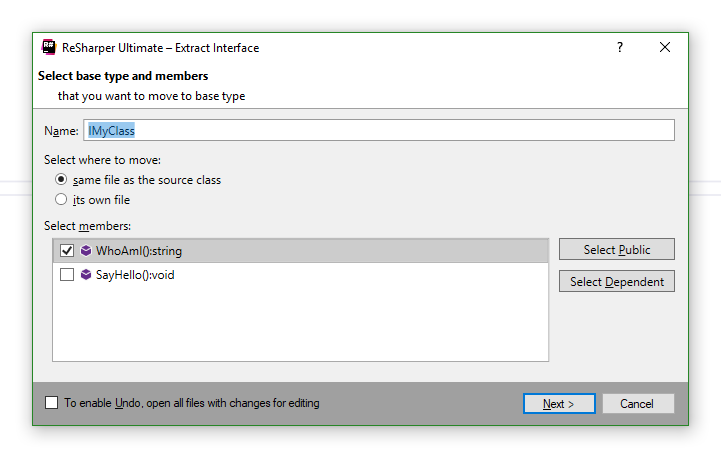 R#
ReSharper Ultimate – Extract Interface
?
Select base type and members
that you want to move to base type
Name: IMyClass
Select where to move:
same file as the source class
its own file
Select members:
WhoAmI():string
SayHello():void
Select Public
Select Dependent
To enable Undo, open all files with changes for editing
Next >
Cancel